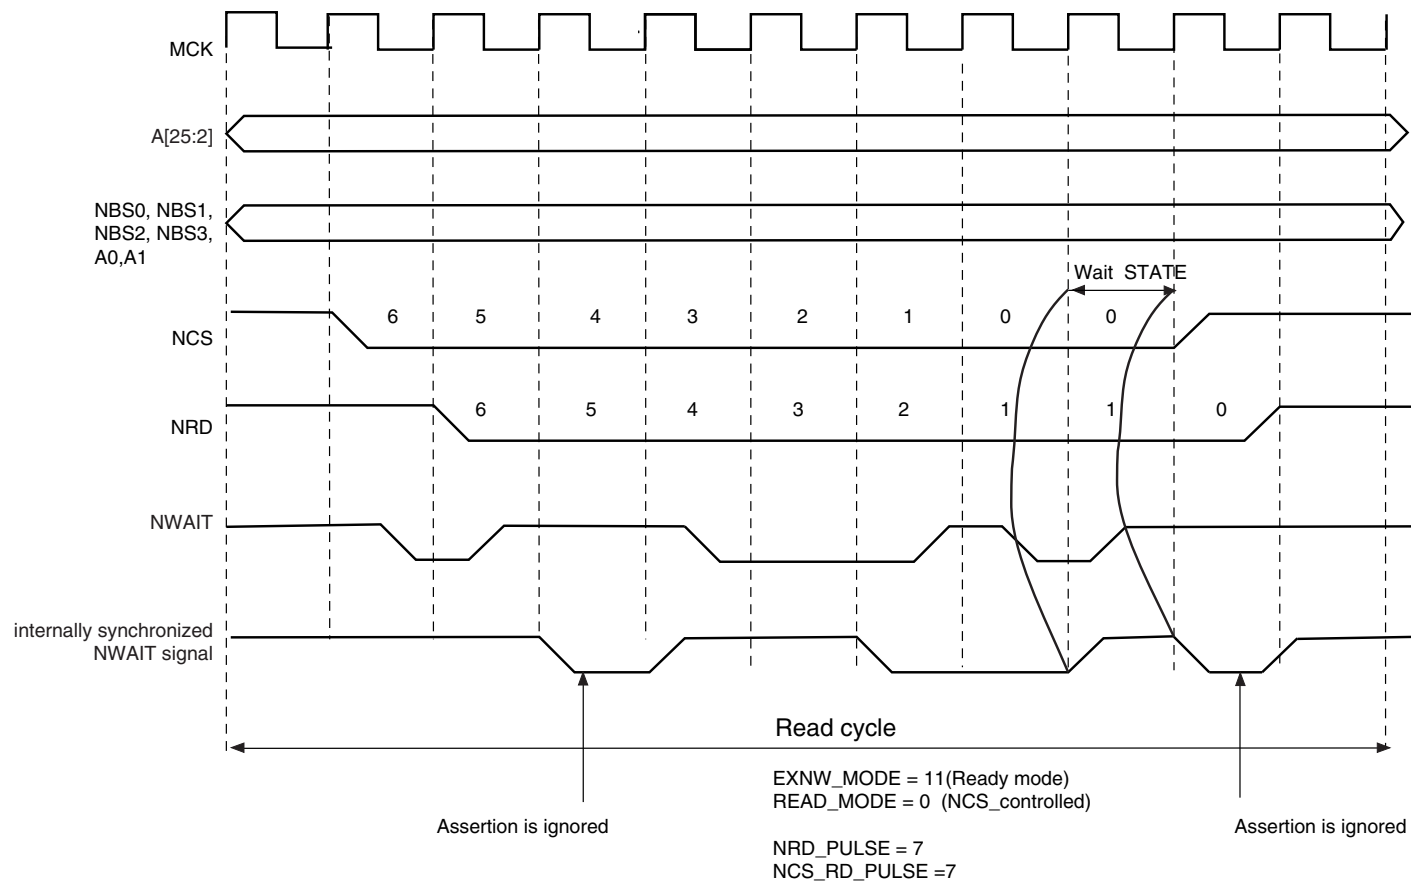 MCK
A[25:2]
NBS0, NBS1,
NBS2, NBS3,
A0,A1
Wait STATE
NCS
6 5 4 3 2 1 0 0
NRD
6 5 4 3 2 1 1 0
NWAIT
internally synchronized
NWAIT signal
Read cycle
EXNW_MODE = 11(Ready mode)
READ_MODE = 0 (NCS_controlled)
Assertion is ignored
Assertion is ignored
NRD_PULSE = 7
NCS_RD_PULSE =7